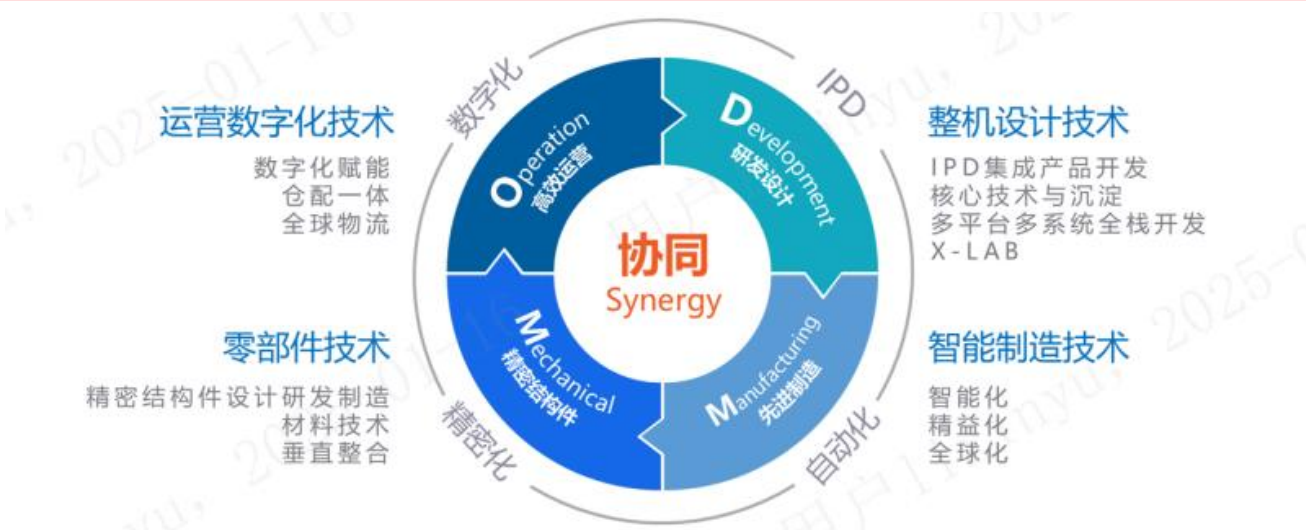 数字化
IPD
运营数字化技术
数字化赋能
仓配一体
全球物流
Operation
高效运营
Development
研发设计
整机设计技术
IPD集成产品开发
核心技术与沉淀
多平台多系统全栈开发
X-LAB
协同
Synergy
零部件技术
精密结构件设计研发制造
材料技术
垂直整合
Mechanical
精密结构件
Manufacturing
先进制造
智能制造技术
智能化
精益化
全球化
精密化
自动化
2025-01-16